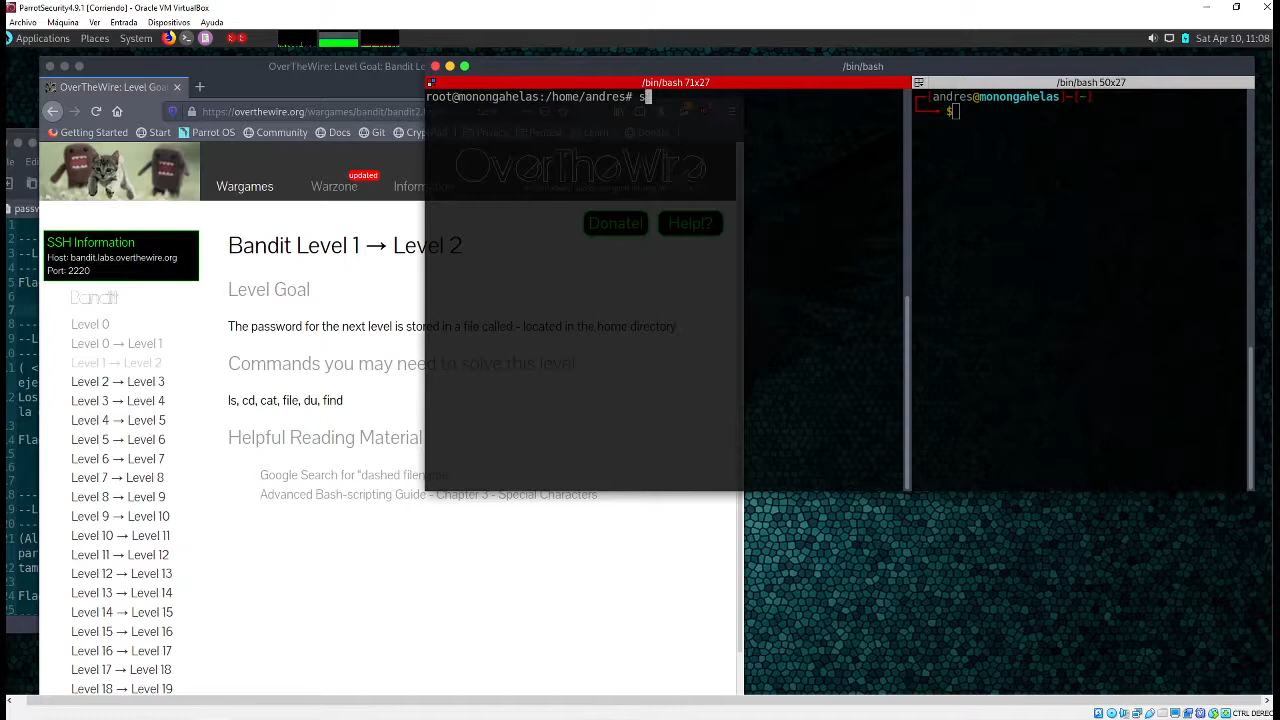 ParrotSecurity4.9.1 [Corriendo] - Oracle VM VirtualBox
Archivo Máquina Ver Entrada Dispositivos Ayuda
Applications Places System
Sat Apr 10, 11:08
OverTheWire: Level Goal: Bandit Le
/bin/bash
OverTheWire: Level Goal
/bin/bash 71x27
/bin/bash 50x27
root@monongahelas:/home/andres# s
[andres@monongahelas]-[~]
$
https://overthewire.org/wargames/bandit/bandit2.
Getting Started Start Parrot OS Community Docs Git Privacy Pentest Learn Donate
OverTheWire
Wargames Warzone updated Information
Donate! Help!?
SSH Information
Host: bandit.labs.overthewire.org
Port: 2220
Bandit
Level 0
Level 0 → Level 1
Level 1 → Level 2
Level 2 → Level 3
Level 3 → Level 4
Level 4 → Level 5
Level 5 → Level 6
Level 6 → Level 7
Level 7 → Level 8
Level 8 → Level 9
Level 9 → Level 10
Level 10 → Level 11
Level 11 → Level 12
Level 12 → Level 13
Level 13 → Level 14
Level 14 → Level 15
Level 15 → Level 16
Level 16 → Level 17
Level 17 → Level 18
Level 18 → Level 19
Bandit Level 1 → Level 2
Level Goal
The password for the next level is stored in a file called - located in the home directory
Commands you may need to solve this level
ls, cd, cat, file, du, find
Helpful Reading Material
Google Search for "dashed filename"
Advanced Bash-scripting Guide - Chapter 3 - Special Characters
CTRL DEREC